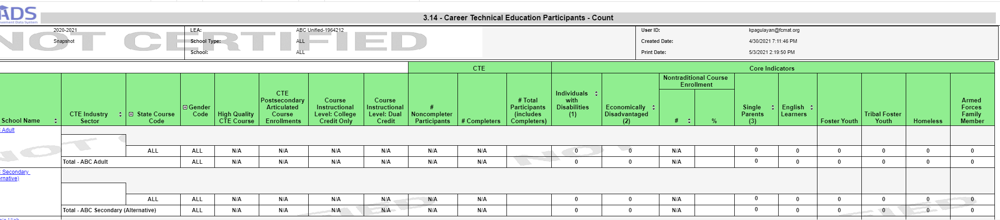 ADS
3.14 - Career Technical Education Participants - Count
2020-2021 LEA: ABC Unified-1964212 User ID: kpagulayan@fcmat.org
Snapshot School Type: ALL Created Date: 4/30/2021 7:11:46 PM
School: ALL Print Date: 5/3/2021 2:19:50 PM
NOT CERTIFIED
CTE Core Indicators
School Name
CTE Industry
Sector
State Course
Code
Gender
Code
High Quality
CTE Course
CTE
Postsecondary
Articulated
Course
Enrollments
Course
Instructional
Level: College
Credit Only
Course
Instructional
Level: Dual
Credit
#
Noncompleter
Participants
# Completers
# Total
Participants
(includes
Completers)
Individuals
with
Disabilities
(1)
Economically
Disadvantaged
(2)
Nontraditional Course
Enrollment
#
%
Single
Parents
(3)
English
Learners
Foster Youth
Tribal Foster
Youth
Homeless
Armed
Forces
Family
Member
Adult
ALL ALL N/A N/A N/A N/A N/A N/A 0 0 N/A 0 0 0 0 0 0
Total - ABC Adult ALL N/A N/A N/A N/A N/A N/A 0 0 N/A 0 0 0 0 0 0
Secondary
ALL ALL N/A N/A N/A N/A N/A N/A 0 0 N/A 0 0 0 0 0 0
Total - ABC Secondary (Alternative) ALL N/A N/A N/A N/A N/A N/A 0 0 N/A 0 0 0 0 0 0